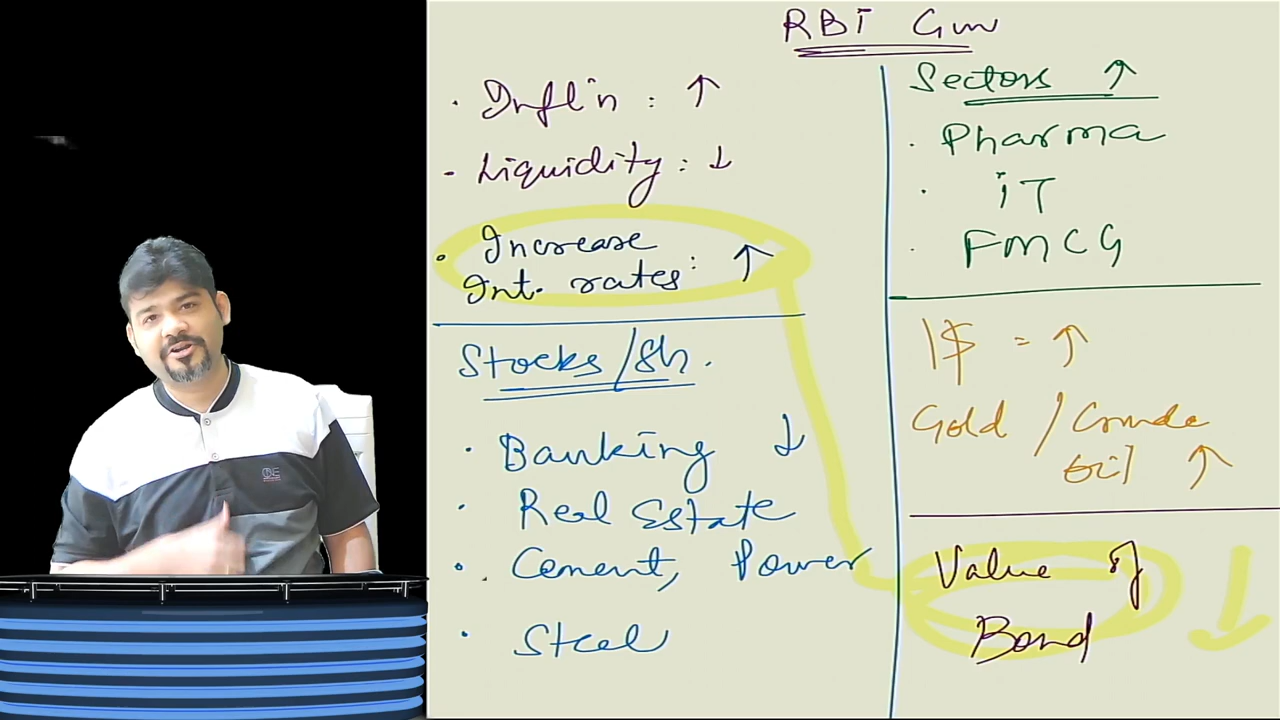 RBI Guv
· Infl'n : ↑
- Liquidity : ↓
· Increase
Int. rates : ↑
Stocks/Sh.
· Banking ↓
· Real Estate
· Cement, Power
· Steel
Sectors ↑
· Pharma
· iT
· FMCG
1$ = ↑
Gold / Crude
Oil ↑
Value of
Bond ↓